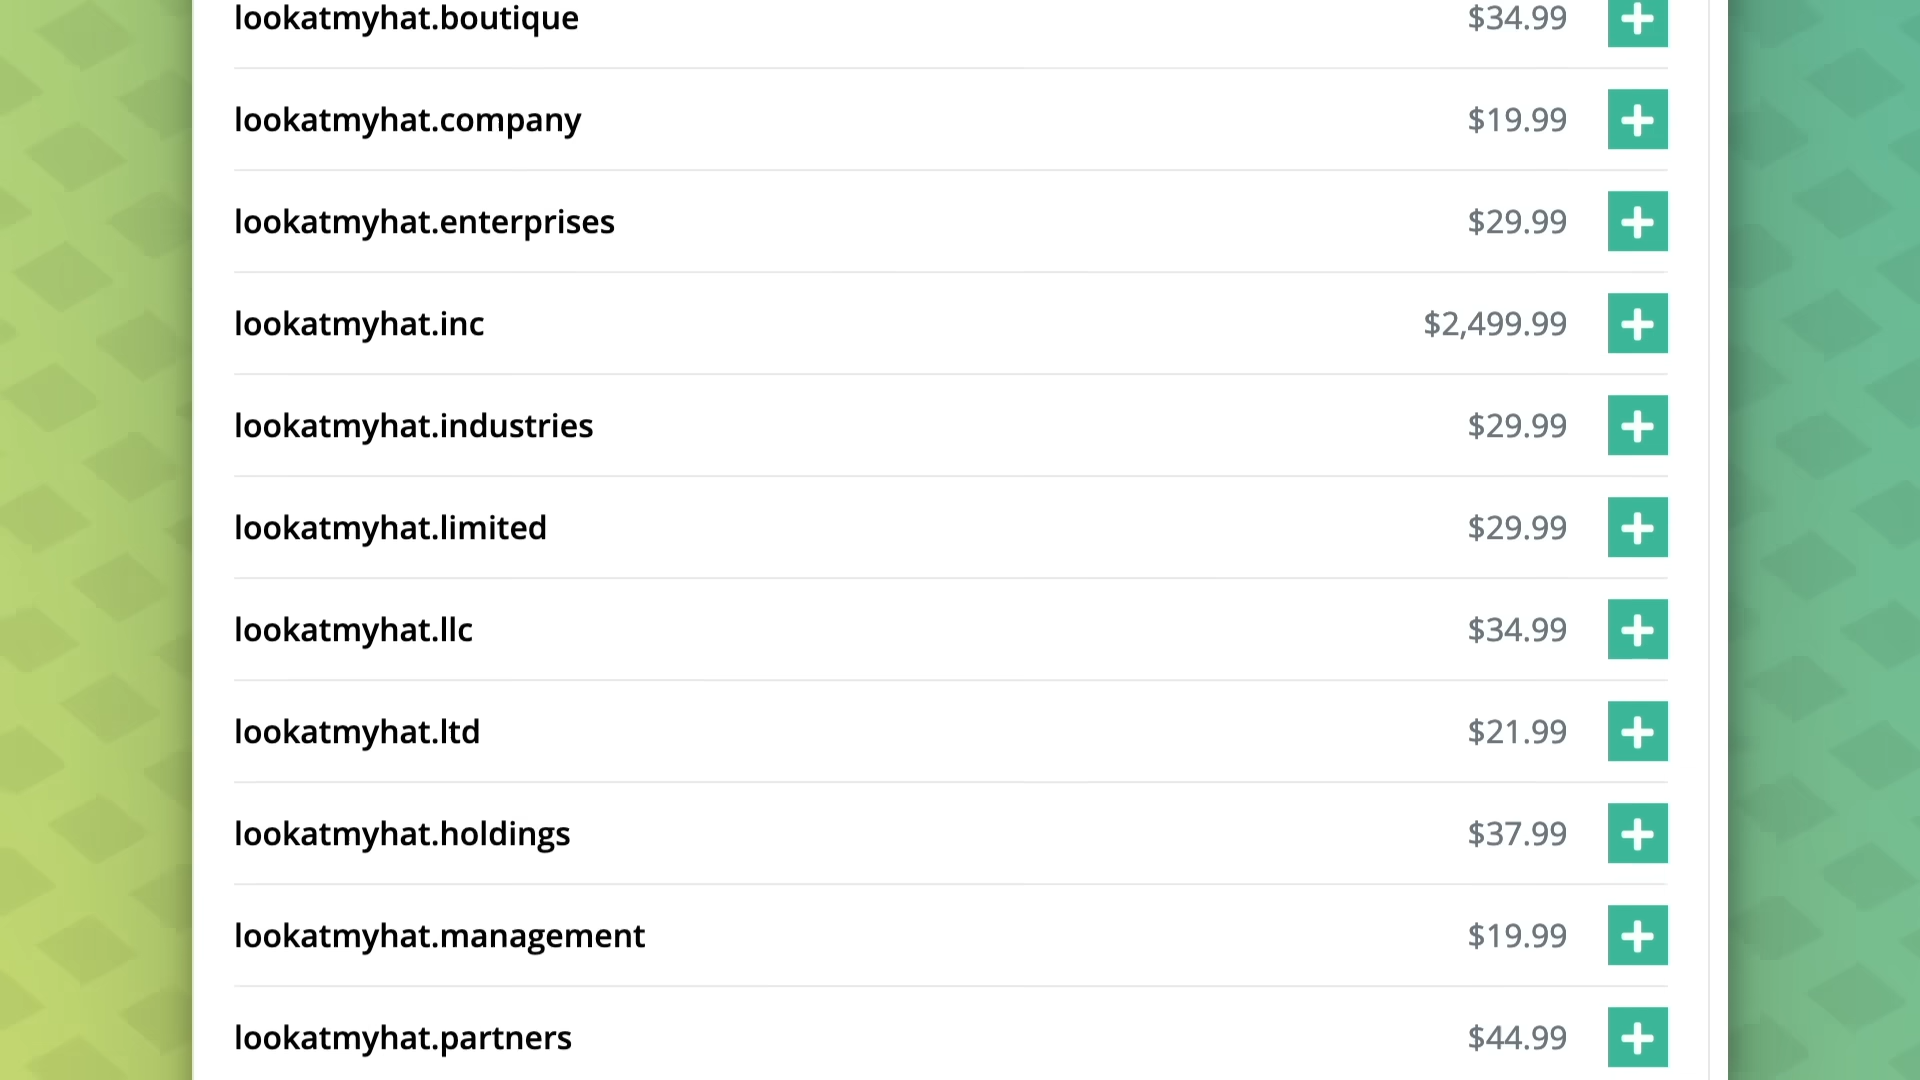 lookatmyhat.boutique $34.99
lookatmyhat.company $19.99
lookatmyhat.enterprises $29.99
lookatmyhat.inc $2,499.99
lookatmyhat.industries $29.99
lookatmyhat.limited $29.99
lookatmyhat.llc $34.99
lookatmyhat.ltd $21.99
lookatmyhat.holdings $37.99
lookatmyhat.management $19.99
lookatmyhat.partners $44.99